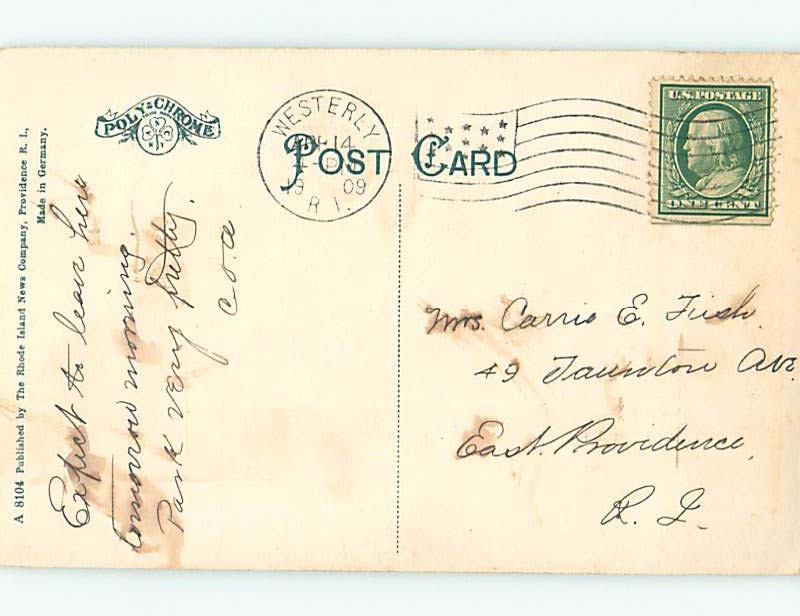 A 8104 Published by The Rhode Island News Company, Providence R. I.,
Made in Germany.
POLY-CHROME
WESTERLY
14
19 09
R. I.
POST CARD
U.S. POSTAGE
ONE CENT
Expect to leave here
tomorrow morning.
Park very pretty.
Mrs. Carrie E. Fish.
49 Taunton Ave
East Providence,
R. I.